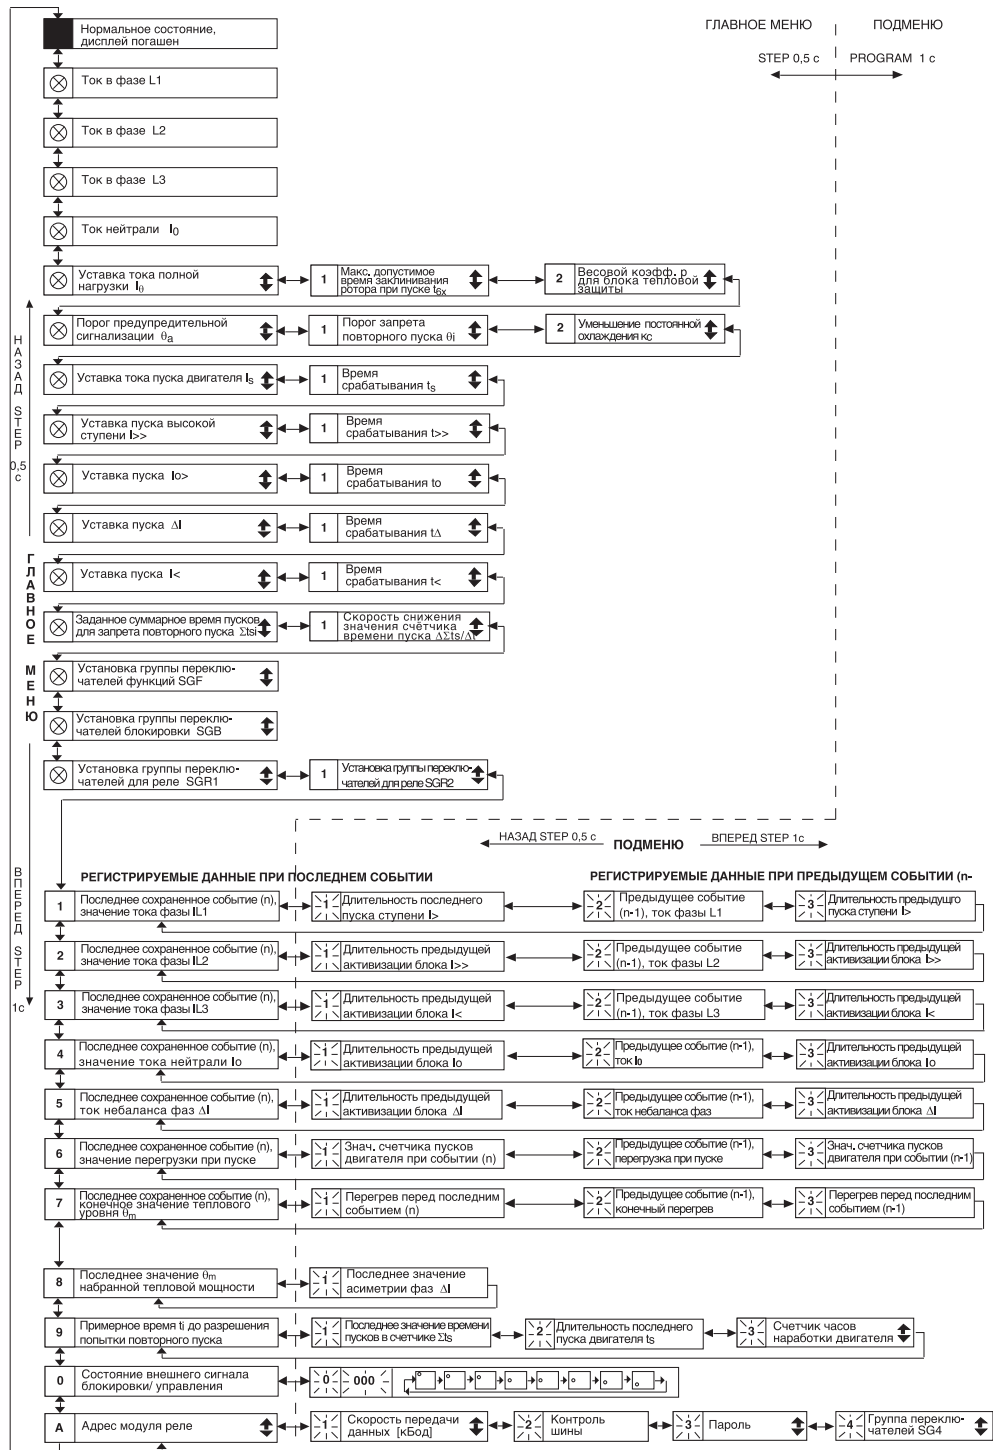 Нормальное состояние,
дисплей погашен
ГЛАВНОЕ МЕНЮ
ПОДМЕНЮ
STEP 0,5 с
PROGRAM 1 с
Ток в фазе L1
Ток в фазе L2
Ток в фазе L3
Ток нейтрали I0
Уставка тока полной
нагрузки Iθ
1
Макс. допустимое
время заклинивания
ротора при пуске t6x
2
Весовой коэфф. p
для блока тепловой
защиты
Порог предупредительной
сигнализации θa
1
Порог запрета
повторного пуска θi
2
Уменьшение постоянной
охлаждения кc
НАЗАД STEP 0,5 с
Уставка тока пуска двигателя Is
1
Время
срабатывания ts
Уставка пуска высокой
ступени I>>
1
Время
срабатывания t>>
Уставка пуска Io>
1
Время
срабатывания to
Уставка пуска ΔI
1
Время
срабатывания tΔ
ГЛАВНОЕ МЕНЮ
Уставка пуска I<
1
Время
срабатывания t<
Заданное суммарное время пусков
для запрета повторного пуска Σtsi
1
Скорость снижения
значения счётчика
времени пуска ΔΣts/Δt
Установка группы переклю-
чателей функций SGF
Установка группы переклю-
чателей блокировки SGB
Установка группы переклю-
чателей для реле SGR1
1
Установка группы переклю-
чателей для реле SGR2
НАЗАД STEP 0,5 с
ПОДМЕНЮ
ВПЕРЕД STEP 1с
ВПЕРЕД STEP 1с
РЕГИСТРИРУЕМЫЕ ДАННЫЕ ПРИ ПОСЛЕДНЕМ СОБЫТИИ
РЕГИСТРИРУЕМЫЕ ДАННЫЕ ПРИ ПРЕДЫДУЩЕМ СОБЫТИИ (n-
1
Последнее сохраненное событие (n),
значение тока фазы IL1
1
Длительность последнего
пуска ступени I>
2
Предыдущее событие
(n-1), ток фазы L1
3
Длительность предыдущго
пуска ступени I>
2
Последнее сохраненное событие (n),
значение тока фазы IL2
1
Длительность предыдущей
активизации блока I>>
2
Предыдущее событие
(n-1), ток фазы L2
3
Длительность предыдущей
активизации блока I>>
3
Последнее сохраненное событие (n),
значение тока фазы IL3
1
Длительность предыдущей
активизации блока I<
2
Предыдущее событие
(n-1), ток фазы L3
3
Длительность предыдущей
активизации блока I<
4
Последнее сохраненное событие (n),
значение тока нейтрали Io
1
Длительность предыдущей
активизации блока Io
2
Предыдущее событие (n-1),
ток I0
3
Длительность предыдущей
активизации блока Io
5
Последнее сохраненное событие (n),
ток небаланса фаз ΔI
1
Длительность предыдущей
активизации блока ΔI
2
Предыдущее событие (n-1),
ток небаланса фаз
3
Длительность предыдущей
активизации блока ΔI
6
Последнее сохраненное событие (n),
значение перегрузки при пуске
1
Знач. счетчика пусков
двигателя при событии (n)
2
Предыдущее событие (n-1),
перегрузка при пуске
3
Знач. счетчика пусков
двигателя при событии (n-1)
7
Последнее сохраненное событие (n),
конечное значение теплового
уровня θm
1
Перегрев перед последним
событием (n)
2
Предыдущее событие (n-1),
конечный перегрев
3
Перегрев перед последним
событием (n-1)
8
Последнее значение θm
набранной тепловой мощности
1
Последнее значение
асиметрии фаз ΔI
9
Примерное время ti до разрешения
попытки повторного пуска
1
Последнее значение времени
пусков в счетчике Σts
2
Длительность последнего
пуска двигателя ts
3
Счетчик часов
наработки двигателя
0
Состояние внешнего сигнала
блокировки/ управления
0
000
A
Адрес модуля реле
1
Скорость передачи
данных [кБод]
2
Контроль
шины
3
Пароль
4
Группа переклю-
чателей SG4